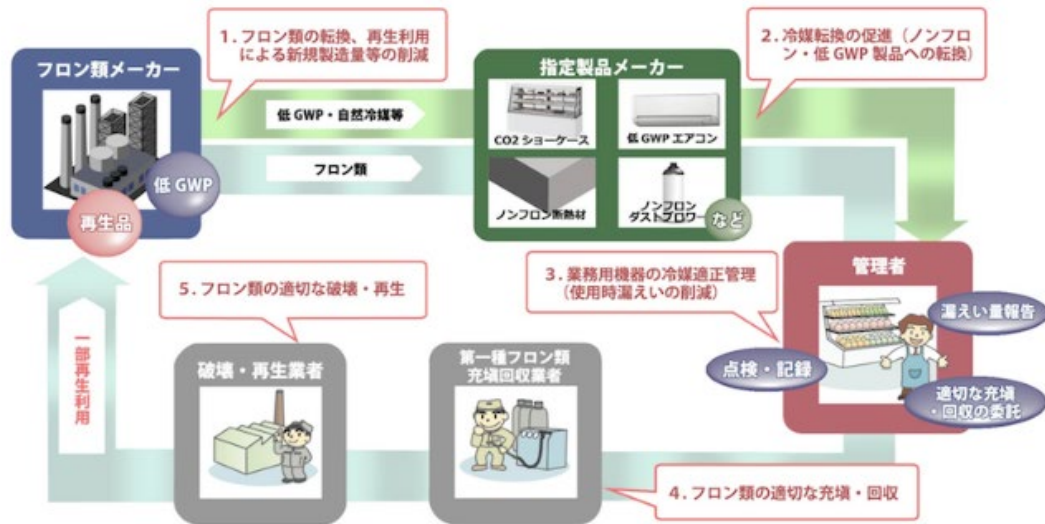 1．フロン類の転換、再生利用
による新規製造量等の削減
2．冷媒転換の促進（ノンフロ
ン・低GWP製品への転換）
フロン類メーカー
指定製品メーカー
低GWP・自然冷媒等
CO2ショーケース
低GWPエアコン
フロン類
低GWP
再生品
ノンフロン断熱材
ノンフロン
ダストブロワー
など
5．フロン類の適切な破壊・再生
3．業務用機器の冷媒適正管理
（使用時漏えいの削減）
管理者
漏えい量報告
点検・記録
適切な充塡
・回収の委託
一部再生利用
破壊・再生業者
第一種フロン類
充塡回収業者
4．フロン類の適切な充塡・回収